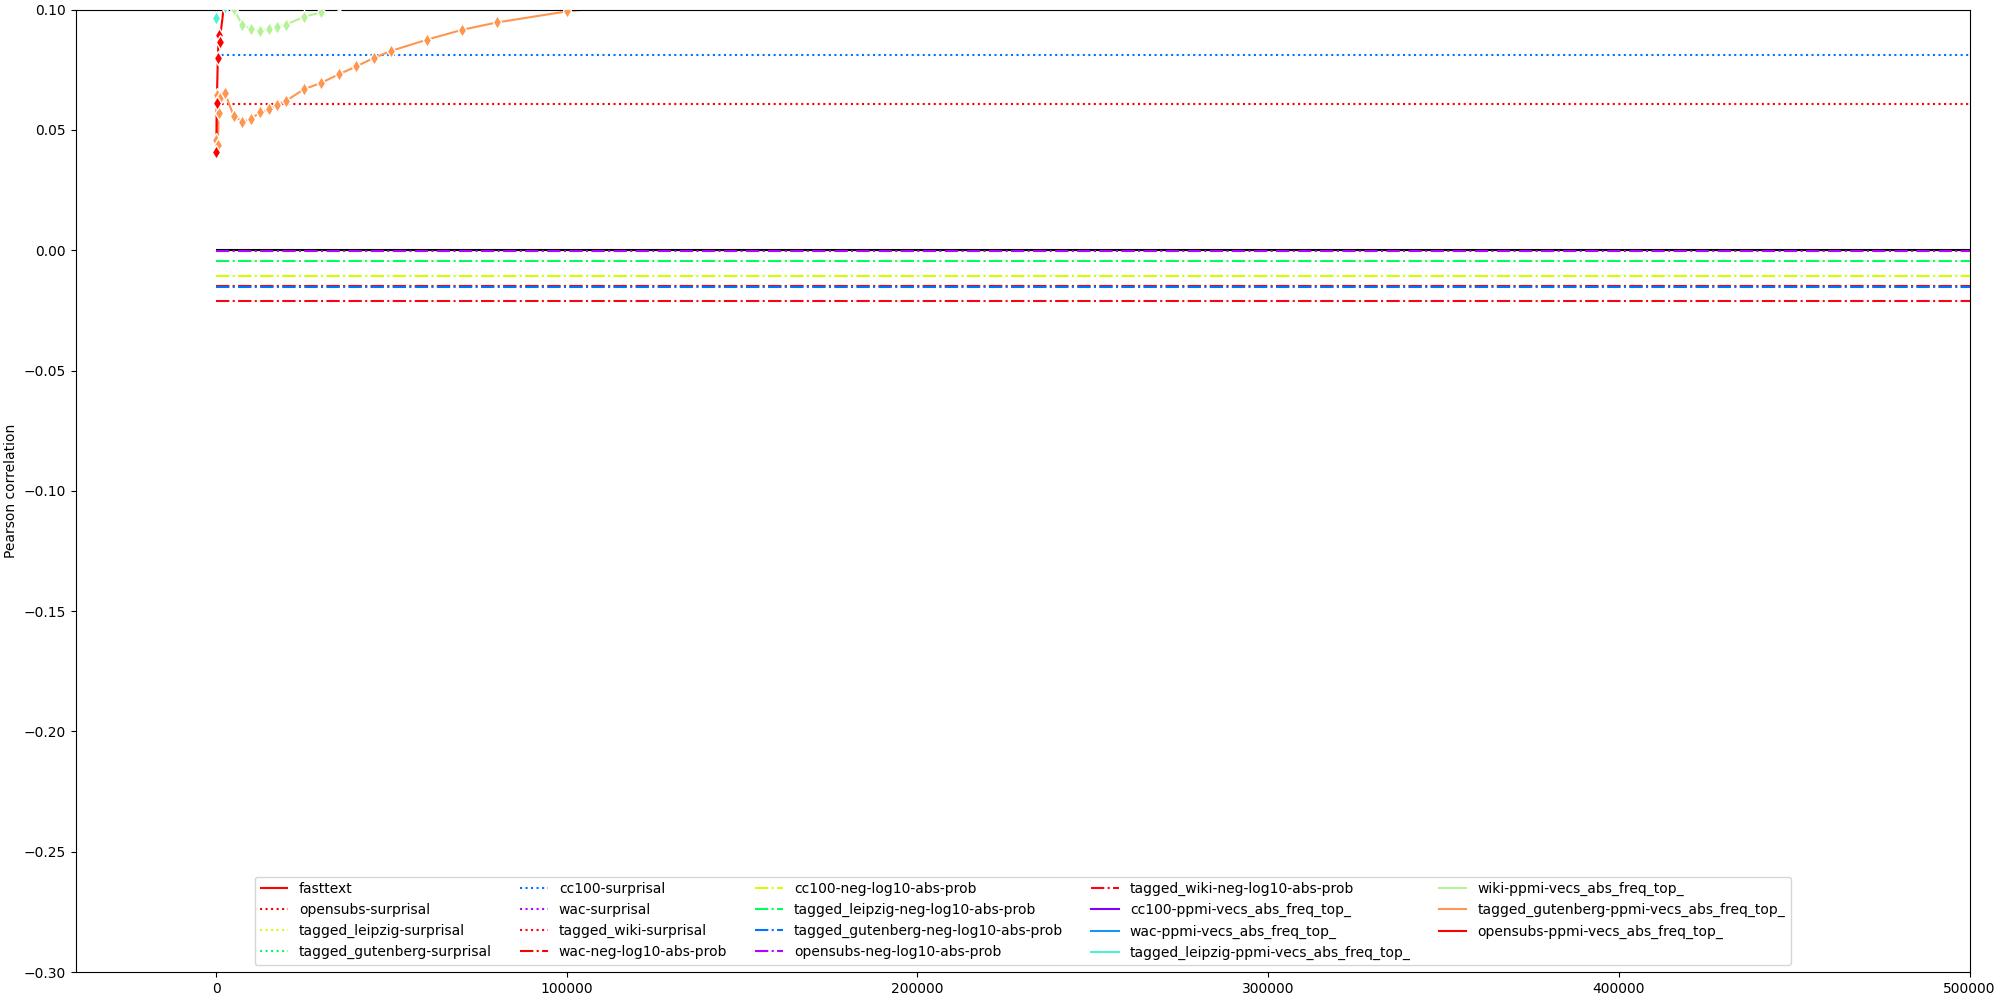 0.10
0.05
0.00
−0.05
−0.10
−0.15
−0.20
−0.25
−0.30
Pearson correlation
fasttext
opensubs-surprisal
tagged_leipzig-surprisal
tagged_gutenberg-surprisal
cc100-surprisal
wac-surprisal
tagged_wiki-surprisal
wac-neg-log10-abs-prob
cc100-neg-log10-abs-prob
tagged_leipzig-neg-log10-abs-prob
tagged_gutenberg-neg-log10-abs-prob
opensubs-neg-log10-abs-prob
tagged_wiki-neg-log10-abs-prob
cc100-ppmi-vecs_abs_freq_top_
wac-ppmi-vecs_abs_freq_top_
tagged_leipzig-ppmi-vecs_abs_freq_top_
wiki-ppmi-vecs_abs_freq_top_
tagged_gutenberg-ppmi-vecs_abs_freq_top_
opensubs-ppmi-vecs_abs_freq_top_
0
100000
200000
300000
400000
500000